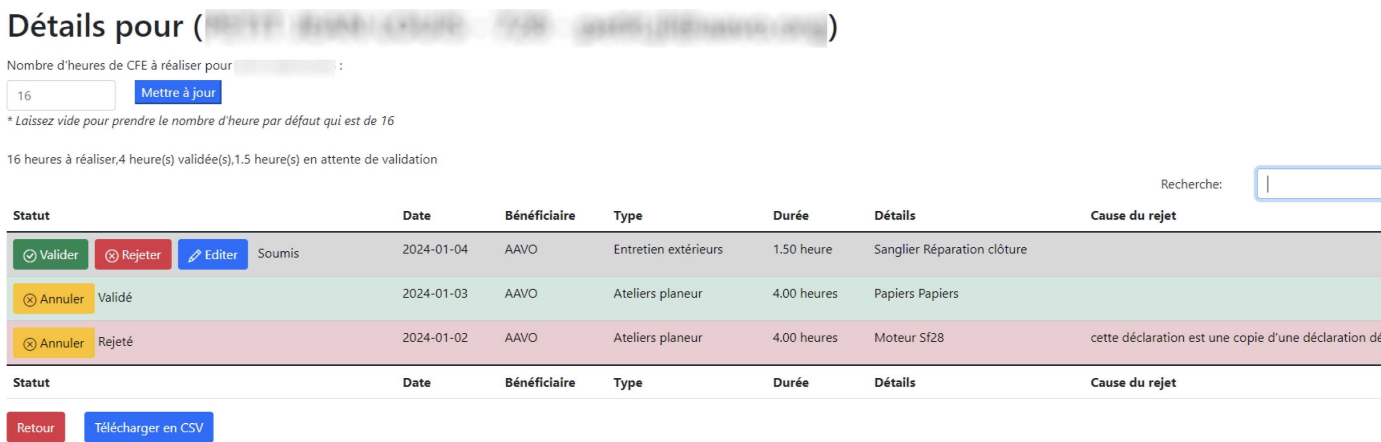 Détails pour ( )
Nombre d'heures de CFE à réaliser pour :
16 Mettre à jour
* Laissez vide pour prendre le nombre d'heure par défaut qui est de 16
16 heures à réaliser,4 heure(s) validée(s),1.5 heure(s) en attente de validation
Recherche:
Statut Date Bénéficiaire Type Durée Détails Cause du rejet
Valider Rejeter Editer Soumis 2024-01-04 AAVO Entretien extérieurs 1.50 heure Sanglier Réparation clôture
Annuler Validé 2024-01-03 AAVO Ateliers planeur 4.00 heures Papiers Papiers
Annuler Rejeté 2024-01-02 AAVO Ateliers planeur 4.00 heures Moteur Sf28 cette déclaration est une copie d'une déclaration dé
Statut Date Bénéficiaire Type Durée Détails Cause du rejet
Retour Télécharger en CSV